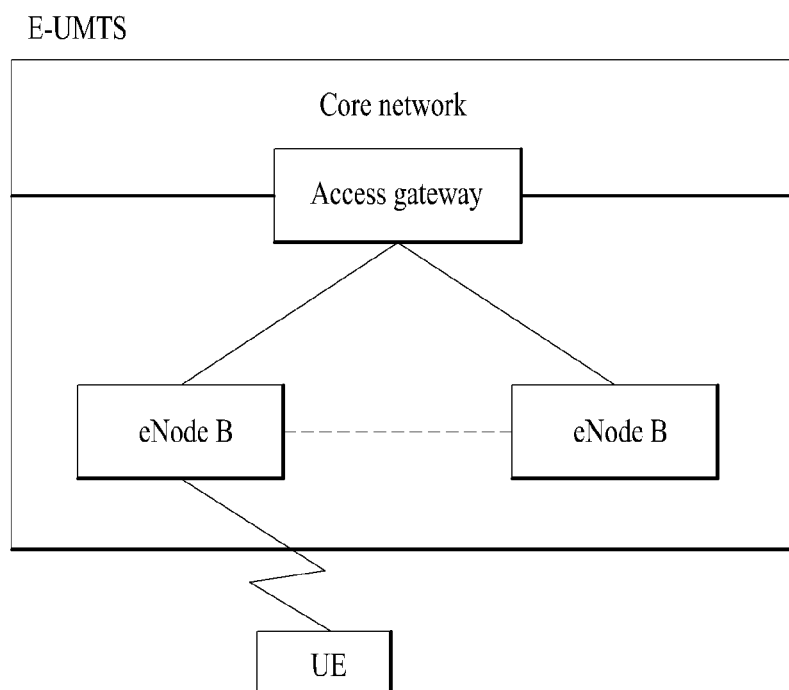 E-UMTS
Core network
Access gateway
eNode B
eNode B
UE